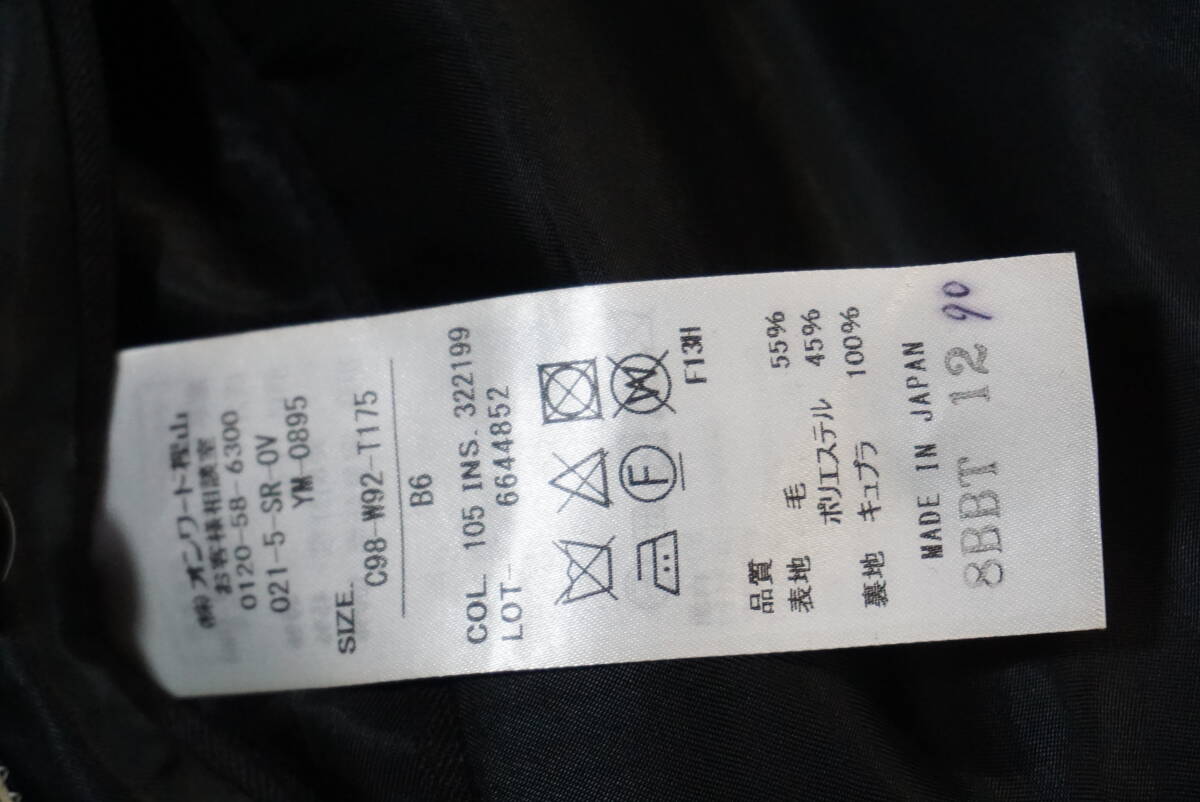 (株)オンワード樫山
お客様相談室
0120-58-6300
021-5-SR-OV
YM-0895
SIZE.
C98-W92-T175
B6
COL. 105 INS. 322199
LOT- 6644852
W
F
F13H
品質
表地 毛 55%
ポリエステル 45%
裏地 キュプラ 100%
MADE IN JAPAN
8BBT 12
90